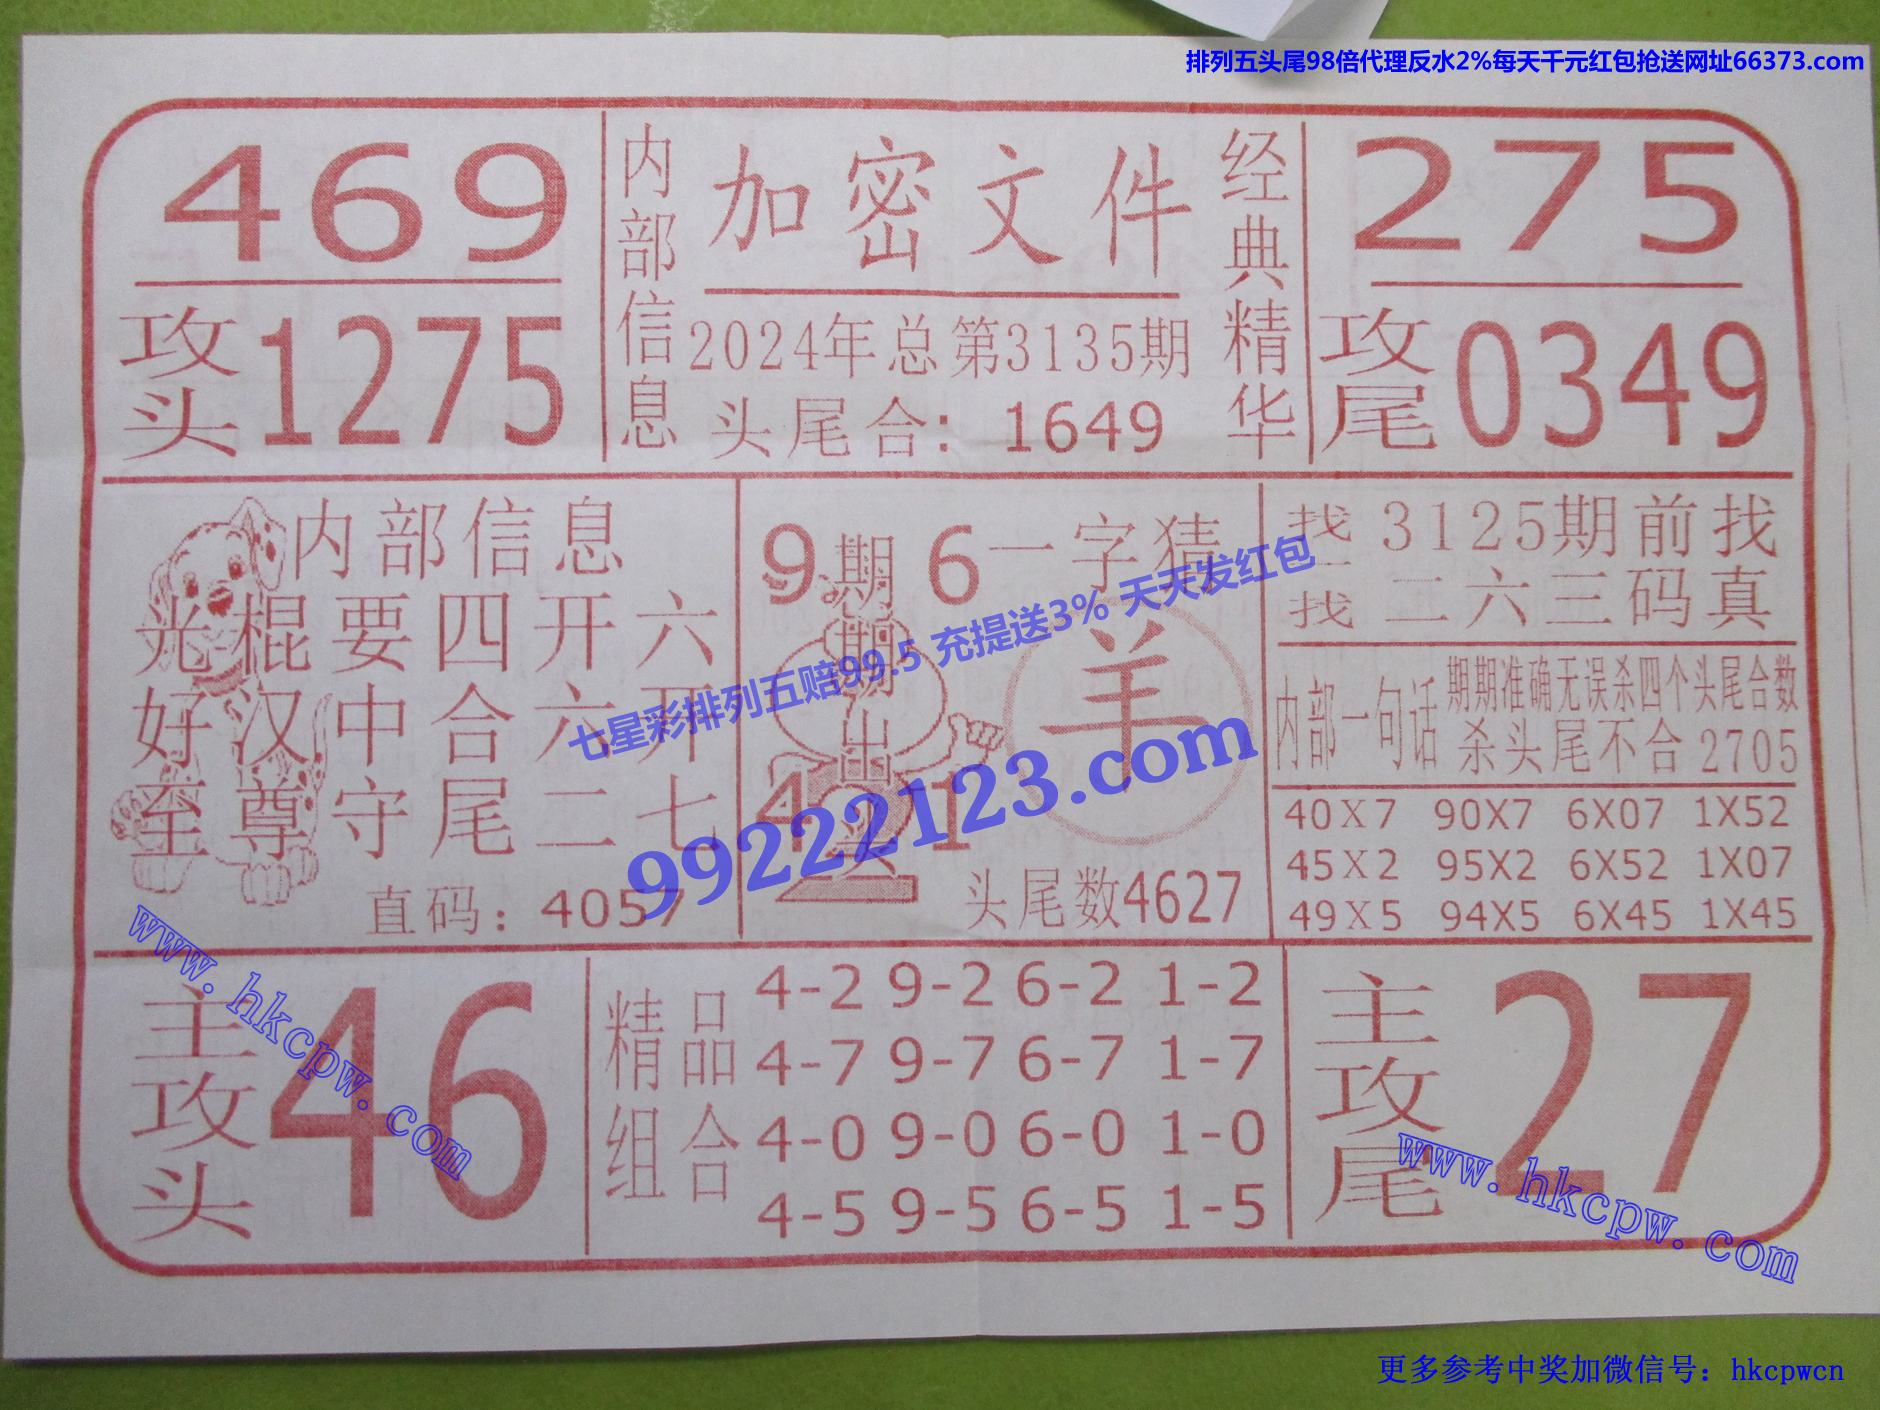 排列五头尾98倍代理反水2%每天千元红包抢送网址66373.com
469
攻头1275
内部信息
加密文件
2024年总第3135期
头尾合：1649
经典精华
275
攻尾0349
内部信息
光棍要四开六
好汉中合六开
至尊守尾二七
直码：4057
9 6
期期出头
4 1
一字猜
羊
头尾数4627
找一找
3125期前找
二六三码真
内部一句话
期期准确无误杀四个头尾合数
杀头尾不合2705
40X7 90X7 6X07 1X52
45X2 95X2 6X52 1X07
49X5 94X5 6X45 1X45
七星彩排列五赔99.5 充提送3% 天天发红包
99222123.com
主攻头
46
精品组合
4-2 9-2 6-2 1-2
4-7 9-7 6-7 1-7
4-0 9-0 6-0 1-0
4-5 9-5 6-5 1-5
主攻尾
27
www.hkcpw.com
www.hkcpw.com
更多参考中奖加微信号：hkcpwcn